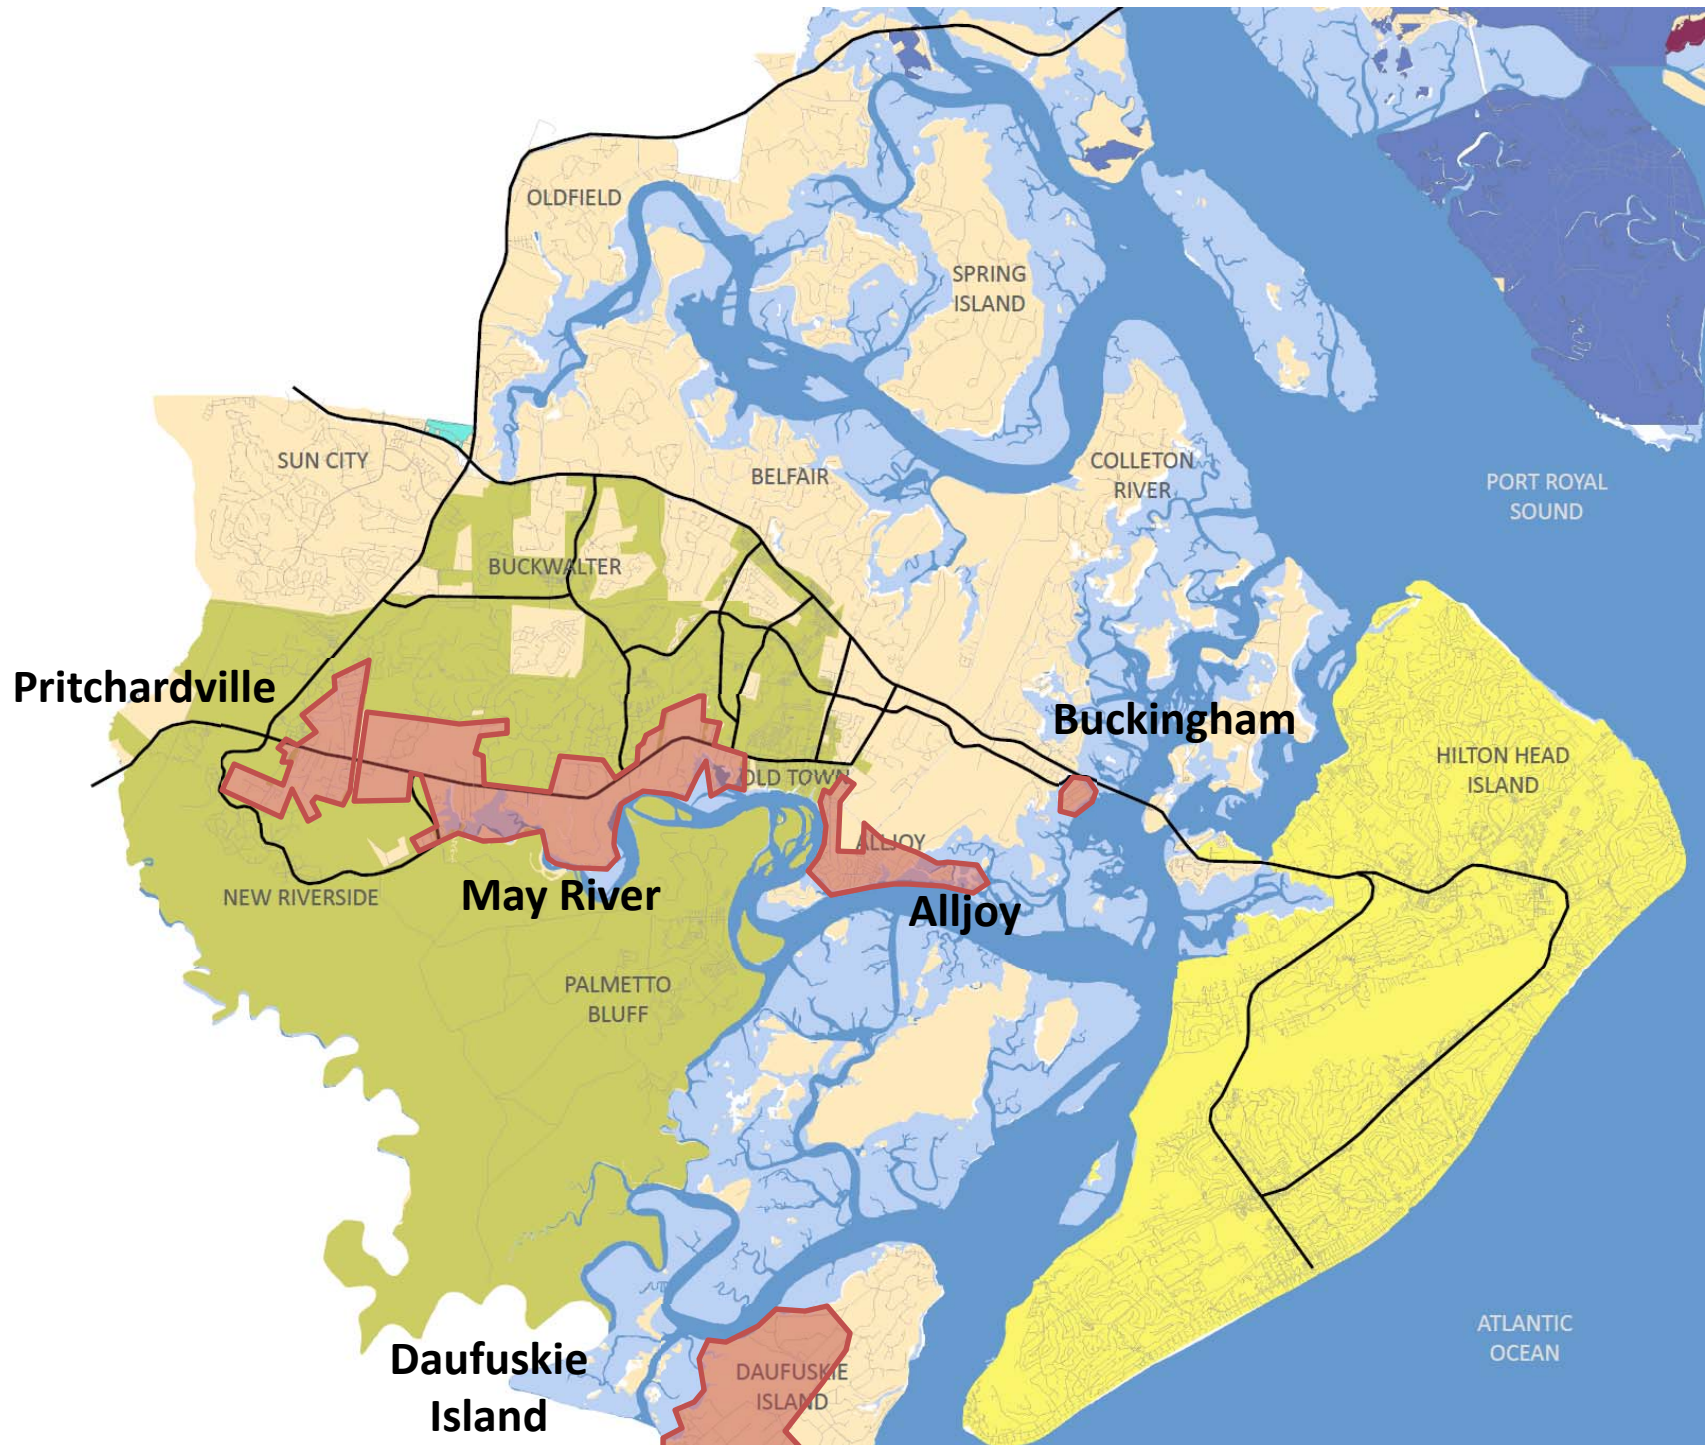 OLDFIELD
SPRING
ISLAND
SUN CITY
BELFAIR
COLLETON
RIVER
PORT ROYAL
SOUND
BUCKWALTER
Pritchardville
Buckingham
HILTON HEAD
ISLAND
OLD TOWN
ALLJOY
NEW RIVERSIDE
May River
Alljoy
PALMETTO
BLUFF
ATLANTIC
OCEAN
Daufuskie
Island
DAUFUSKIE
ISLAND